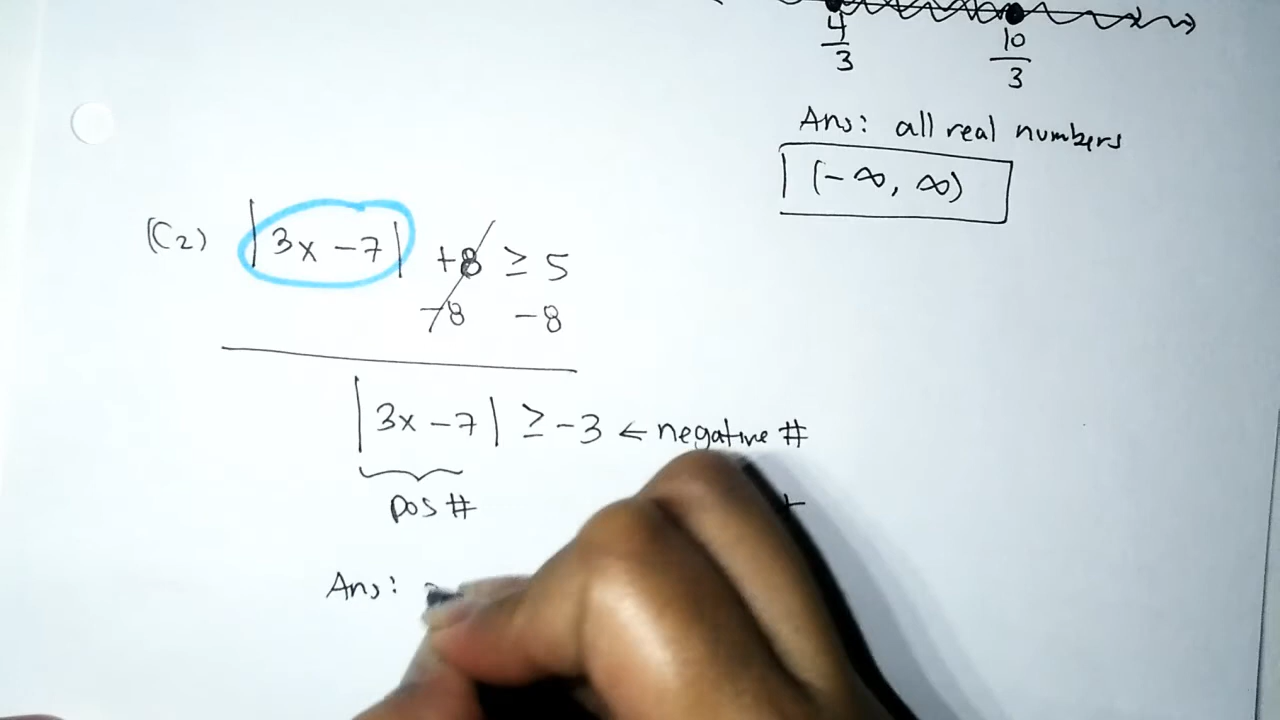 4/3 10/3
Ans: all real numbers
(-∞, ∞)
(C2) |3x-7| +8 ≥ 5
-8 -8
|3x-7| ≥ -3 ← negative #
pos #
Ans: